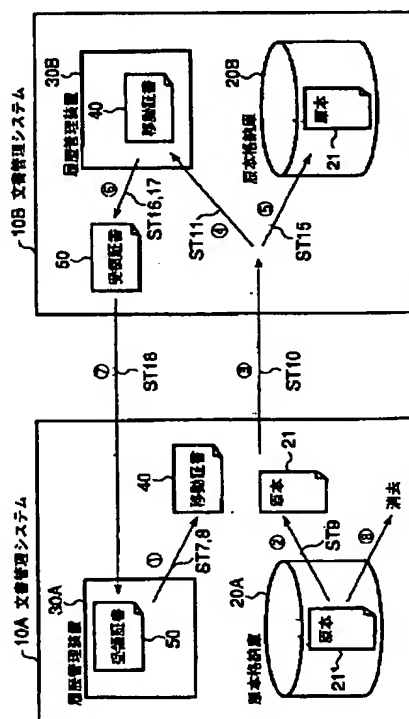 10A 文書管理システム
30A
履歴管理装置
受領証書
50
①
ST7,8
40
移動証書
20A
原本格納庫
原本
21'
②
ST9
21
原本
⑧
消去
⑦
ST18
③
ST10
10B 文書管理システム
50
受領証書
⑥
ST16,17
30B
履歴管理装置
40
移動証書
ST11
④
⑤
ST15
20B
原本格納庫
原本
21